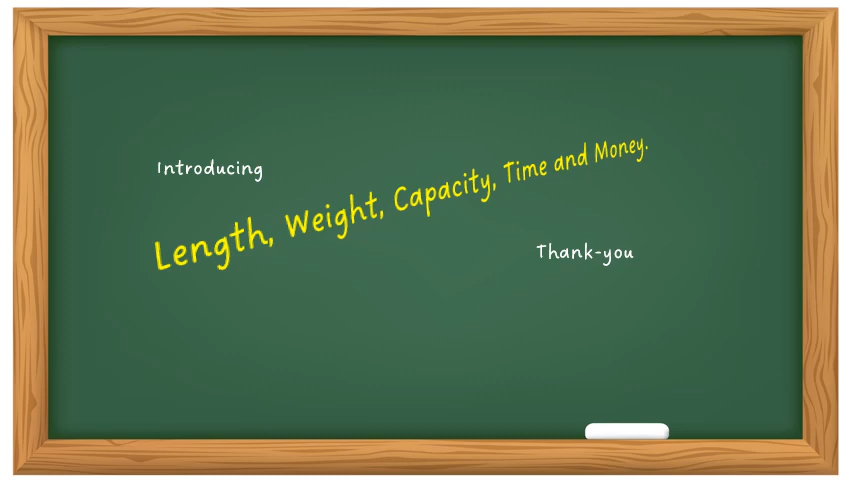 Introducing
Length, Weight, Capacity, Time and Money.
Thank-you